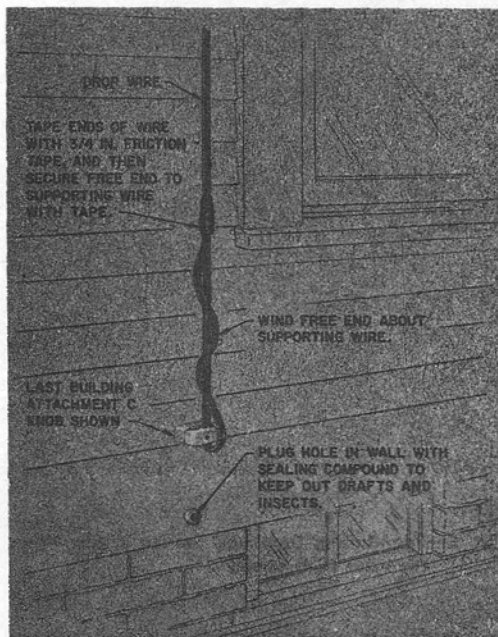 DROP WIRE
TAPE ENDS OF WIRE
WITH 3/4 IN. FRICTION
TAPE, AND THEN
SECURE FREE END TO
SUPPORTING WIRE
WITH TAPE.
WIND FREE END ABOUT
SUPPORTING WIRE.
LAST BUILDING
ATTACHMENT C
KNOB SHOWN
PLUG HOLE IN WALL WITH
SEALING COMPOUND TO
KEEP OUT DRAFTS AND
INSECTS.